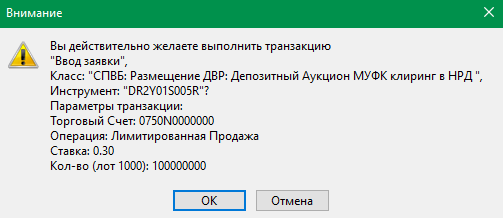 Внимание
Вы действительно желаете выполнить транзакцию
"Ввод заявки",
Класс: "СПВБ: Размещение ДВР: Депозитный Аукцион МУФК клиринг в НРД ",
Инструмент: "DR2Y01S005R"?
Параметры транзакции:
Торговый Счет: 0750N0000000
Операция: Лимитированная Продажа
Ставка: 0.30
Кол-во (лот 1000): 100000000
ОК
Отмена